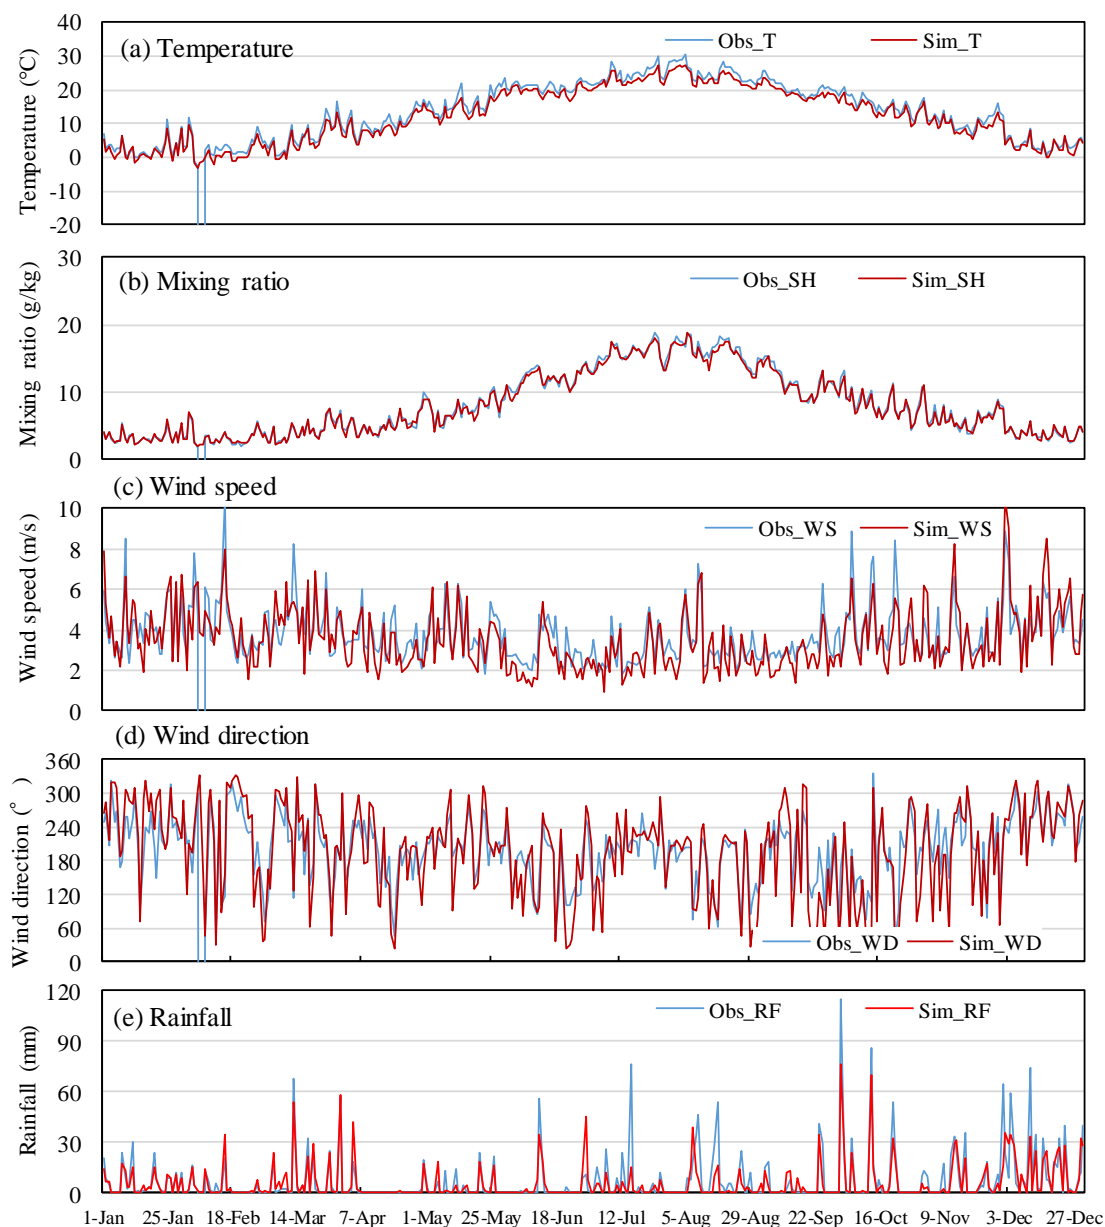 (a) Temperature
Obs_T
Sim_T
Temperature (℃)
40
30
20
10
0
-10
-20
(b) Mixing ratio
Obs_SH
Sim_SH
Mixing ratio (g/kg)
30
20
10
0
(c) Wind speed
Obs_WS
Sim_WS
Wind speed (m/s)
10
8
6
4
2
0
(d) Wind direction
Obs_WD
Sim_WD
Wind direction (°)
360
300
240
180
120
60
0
(e) Rainfall
Obs_RF
Sim_RF
Rainfall (mm)
120
90
60
30
0
1-Jan 25-Jan 18-Feb 14-Mar 7-Apr 1-May 25-May 18-Jun 12-Jul 5-Aug 29-Aug 22-Sep 16-Oct 9-Nov 3-Dec 27-Dec